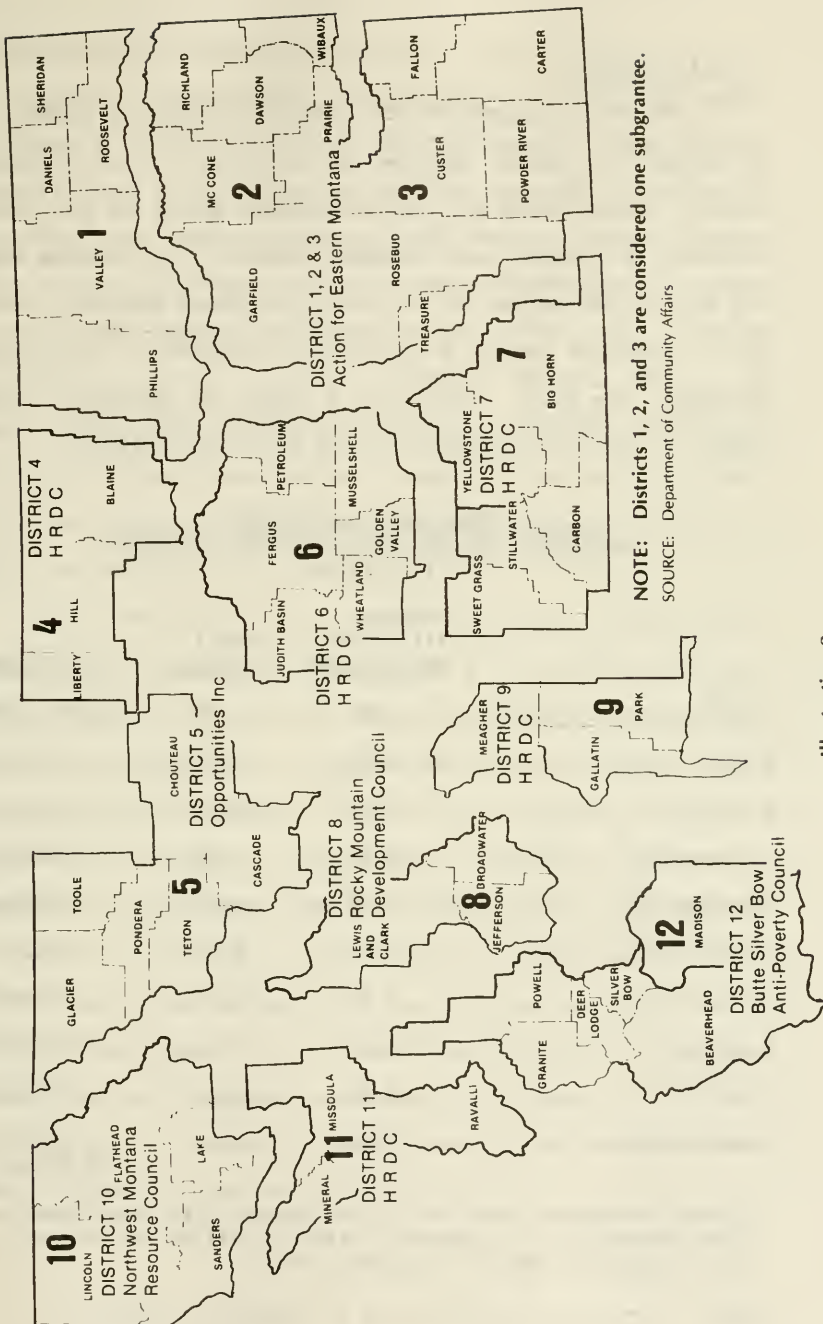 10
LINCOLN
DISTRICT 10
FLATHEAD
Northwest Montana
Resource Council
LAKE
SANDERS
GLACIER
TOOLE
PONDERA
5
TETON
CHOUTEAU
DISTRICT 5
Opportunities Inc
CASCADE
4
LIBERTY
HILL
DISTRICT 4
H R D C
BLAINE
PHILLIPS
VALLEY
1
DANIELS
SHERIDAN
ROOSEVELT
MINERAL
11
MISSDULA
DISTRICT 11
H R D C
RAVALLI
DISTRICT 8
LEWIS
AND
CLARK
Rocky Mountain
Development Council
8
JEFFERSON
BROADWATER
JUDITH BASIN
FERGUS
PETROLEUM
6
DISTRICT 6
H R D C
WHEATLAND
GOLDEN
VALLEY
MUSSELSHELL
GARFIELD
MC CONE
2
RICHLAND
DAWSON
WIBAUX
PRAIRIE
DISTRICT 1, 2 & 3
Action for Eastern Montana
TREASURE
ROSEBUD
3
CUSTER
FALLON
POWDER RIVER
CARTER
POWELL
GRANITE
DEER
LODGE
SILVER
BOW
BEAVERHEAD
12
MADISON
DISTRICT 12
Butte Silver Bow
Anti-Poverty Council
MEAGHER
DISTRICT 9
H R D C
GALLATIN
9
PARK
SWEET GRASS
STILLWATER
YELLOWSTONE
DISTRICT 7
H R D C
7
CARBON
BIG HORN
NOTE: Districts 1, 2, and 3 are considered one subgrantee.
SOURCE: Department of Community Affairs